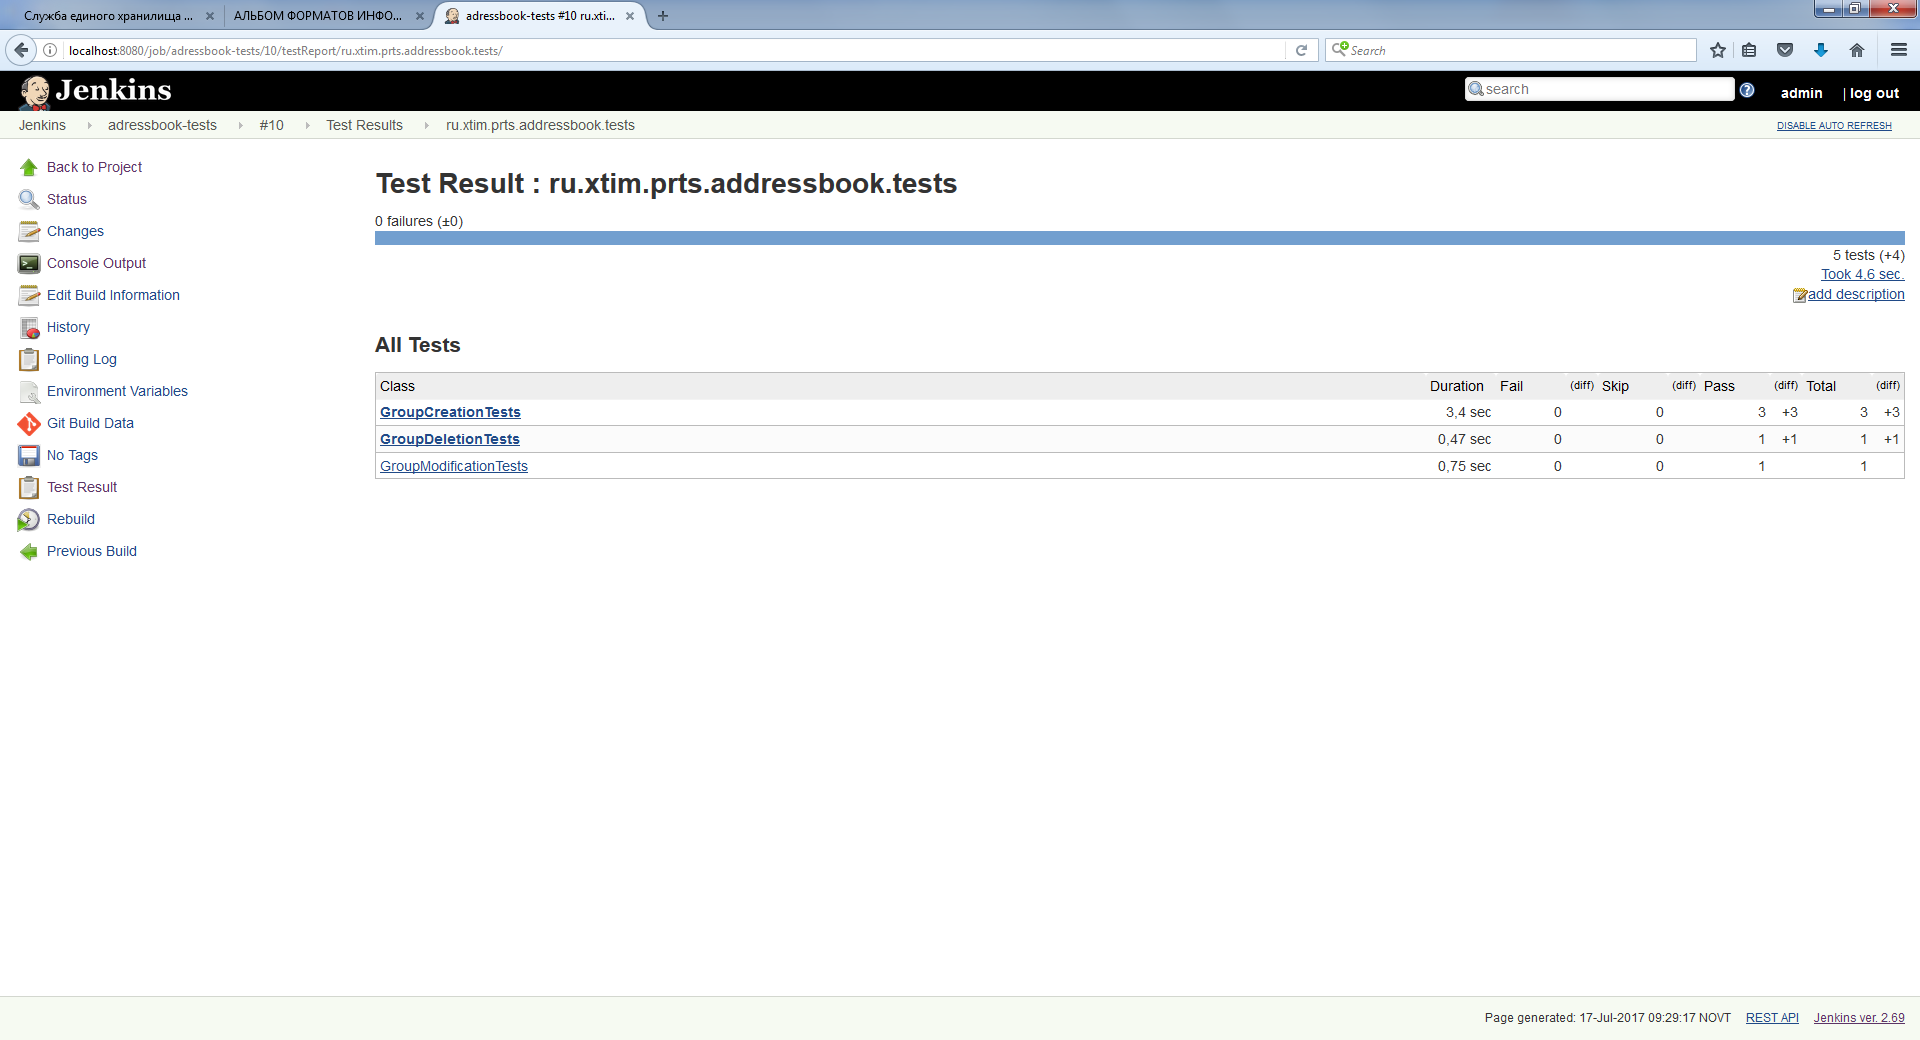 Служба единого хранилища ...
АЛЬБОМ ФОРМАТОВ ИНФО...
adressbook-tests #10 ru.xti...
localhost:8080/job/adressbook-tests/10/testReport/ru.xtim.prts.addressbook.tests/
Search
Jenkins
search
admin
| log out
Jenkins
adressbook-tests
#10
Test Results
ru.xtim.prts.addressbook.tests
DISABLE AUTO REFRESH
Back to Project
Status
Changes
Console Output
Edit Build Information
History
Polling Log
Environment Variables
Git Build Data
No Tags
Test Result
Rebuild
Previous Build
Test Result : ru.xtim.prts.addressbook.tests
0 failures (±0)
5 tests (+4)
Took 4,6 sec.
add description
All Tests
Class Duration Fail (diff) Skip (diff) Pass (diff) Total (diff)
GroupCreationTests 3,4 sec 0 0 3 +3 3 +3
GroupDeletionTests 0,47 sec 0 0 1 +1 1 +1
GroupModificationTests 0,75 sec 0 0 1 1
Page generated: 17-Jul-2017 09:29:17 NOVT REST API Jenkins ver. 2.69